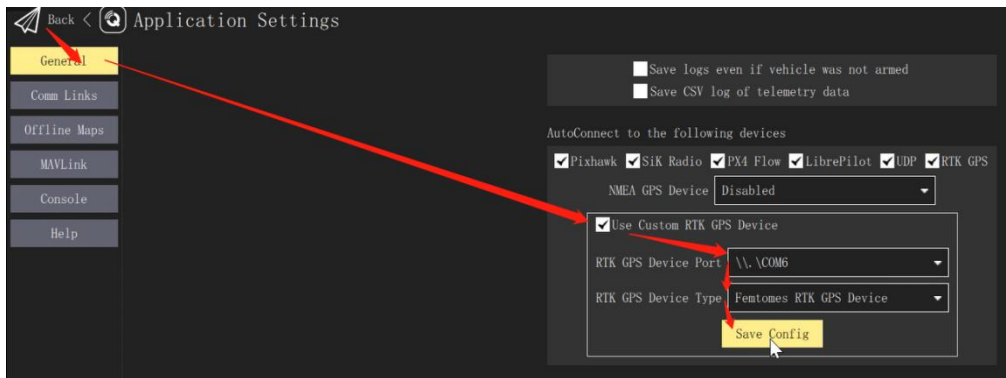 Back < Application Settings
General
Comm Links
Offline Maps
MAVLink
Console
Help
Save logs even if vehicle was not armed
Save CSV log of telemetry data
AutoConnect to the following devices
Pixhawk SiK Radio PX4 Flow LibrePilot UDP RTK GPS
NMEA GPS Device Disabled
Use Custom RTK GPS Device
RTK GPS Device Port \\.\COM6
RTK GPS Device Type Femtomes RTK GPS Device
Save Config